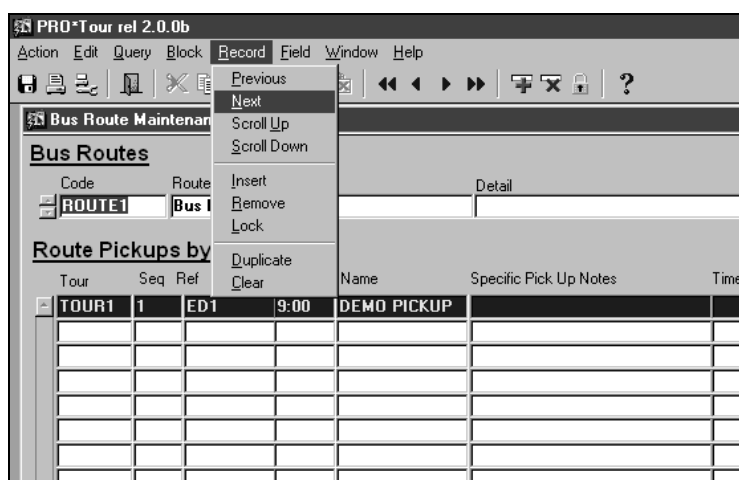 PRO*Tour rel 2.0.0b
Action Edit Query Block Record Field Window Help
?
Previous
Next
Scroll Up
Scroll Down
Insert
Remove
Lock
Duplicate
Clear
Bus Route Maintenan
Bus Routes
Code Route Detail
ROUTE1 Bus
Route Pickups by
Tour Seq Ref Name Specific Pick Up Notes Time
TOUR1 1 ED1 9:00 DEMO PICKUP